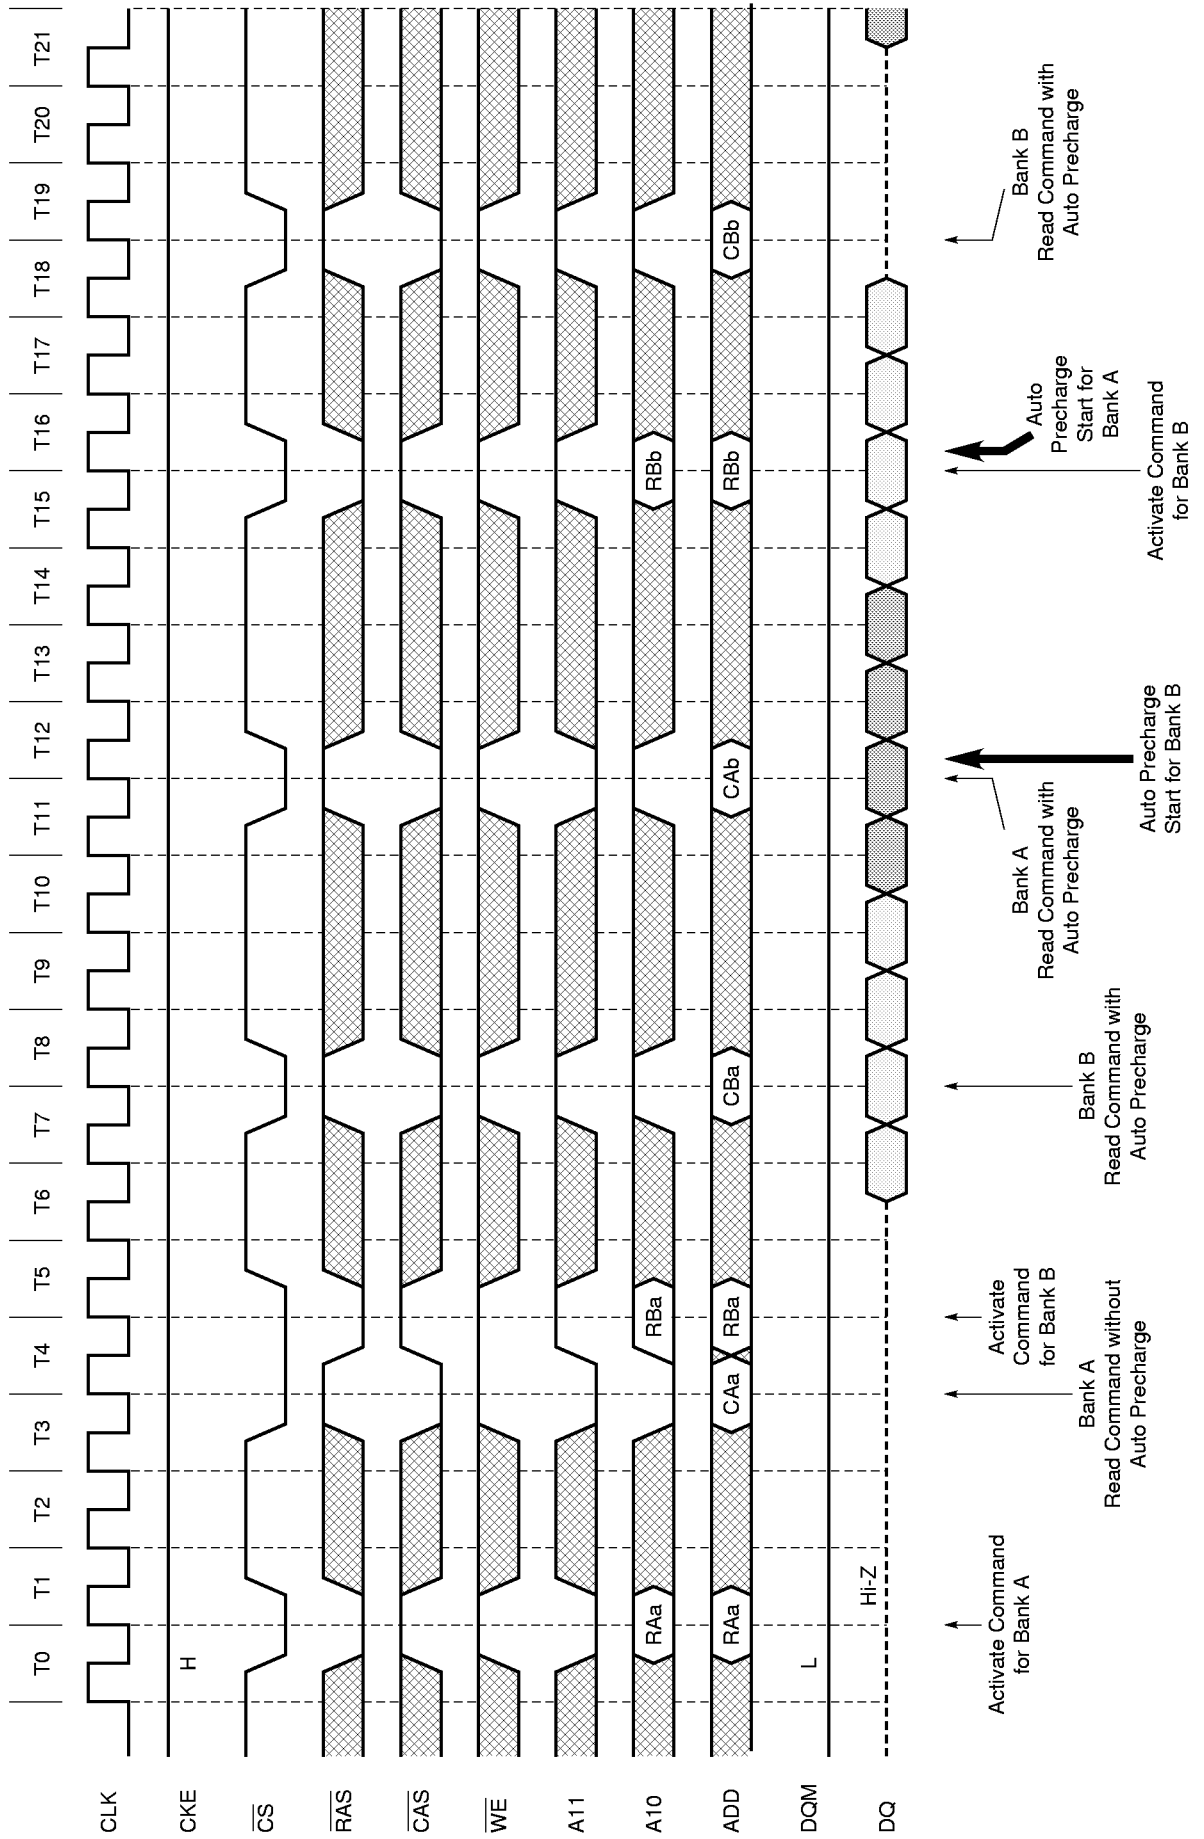 T0 T1 T2 T3 T4 T5 T6 T7 T8 T9 T10 T11 T12 T13 T14 T15 T16 T17 T18 T19 T20 T21
CLK
CKE H
CS
RAS
CAS
WE
A11
A10 RAa RBa RBb
ADD RAa CAa RBa CBa CAb RBb CBb
DQM L
DQ Hi-Z
Activate Command
for Bank A
Bank A
Read Command without
Auto Precharge
Activate
Command
for Bank B
Bank B
Read Command with
Auto Precharge
Bank A
Read Command with
Auto Precharge
Auto Precharge
Start for Bank B
Activate Command
for Bank B
Auto
Precharge
Start for
Bank A
Bank B
Read Command with
Auto Precharge